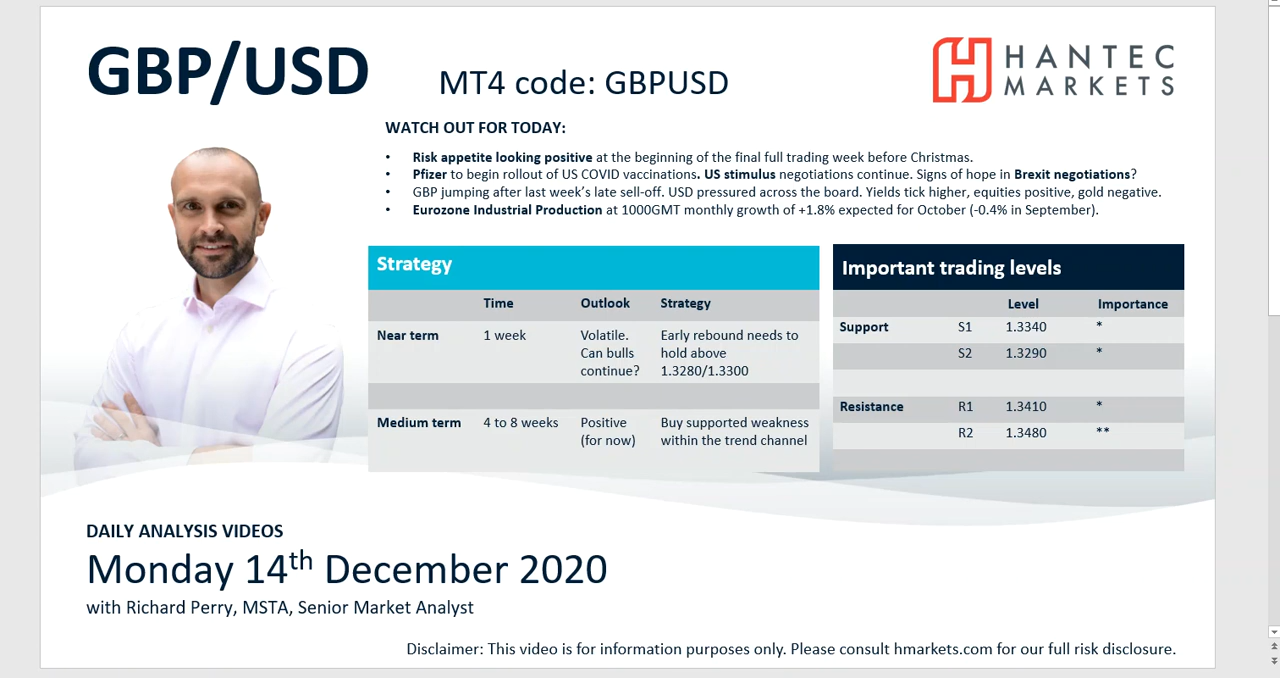 GBP/USD
MT4 code: GBPUSD
HANTEC
MARKETS
WATCH OUT FOR TODAY:
• Risk appetite looking positive at the beginning of the final full trading week before Christmas.
• Pfizer to begin rollout of US COVID vaccinations. US stimulus negotiations continue. Signs of hope in Brexit negotiations?
• GBP jumping after last week’s late sell-off. USD pressured across the board. Yields tick higher, equities positive, gold negative.
• Eurozone Industrial Production at 1000GMT monthly growth of +1.8% expected for October (-0.4% in September).
Strategy
Time Outlook Strategy
Near term 1 week Volatile. Early rebound needs to
Can bulls hold above
continue? 1.3280/1.3300
Medium term 4 to 8 weeks Positive Buy supported weakness
(for now) within the trend channel
Important trading levels
Level Importance
Support S1 1.3340 *
S2 1.3290 *
Resistance R1 1.3410 *
R2 1.3480 **
DAILY ANALYSIS VIDEOS
Monday 14th December 2020
with Richard Perry, MSTA, Senior Market Analyst
Disclaimer: This video is for information purposes only. Please consult hmarkets.com for our full risk disclosure.